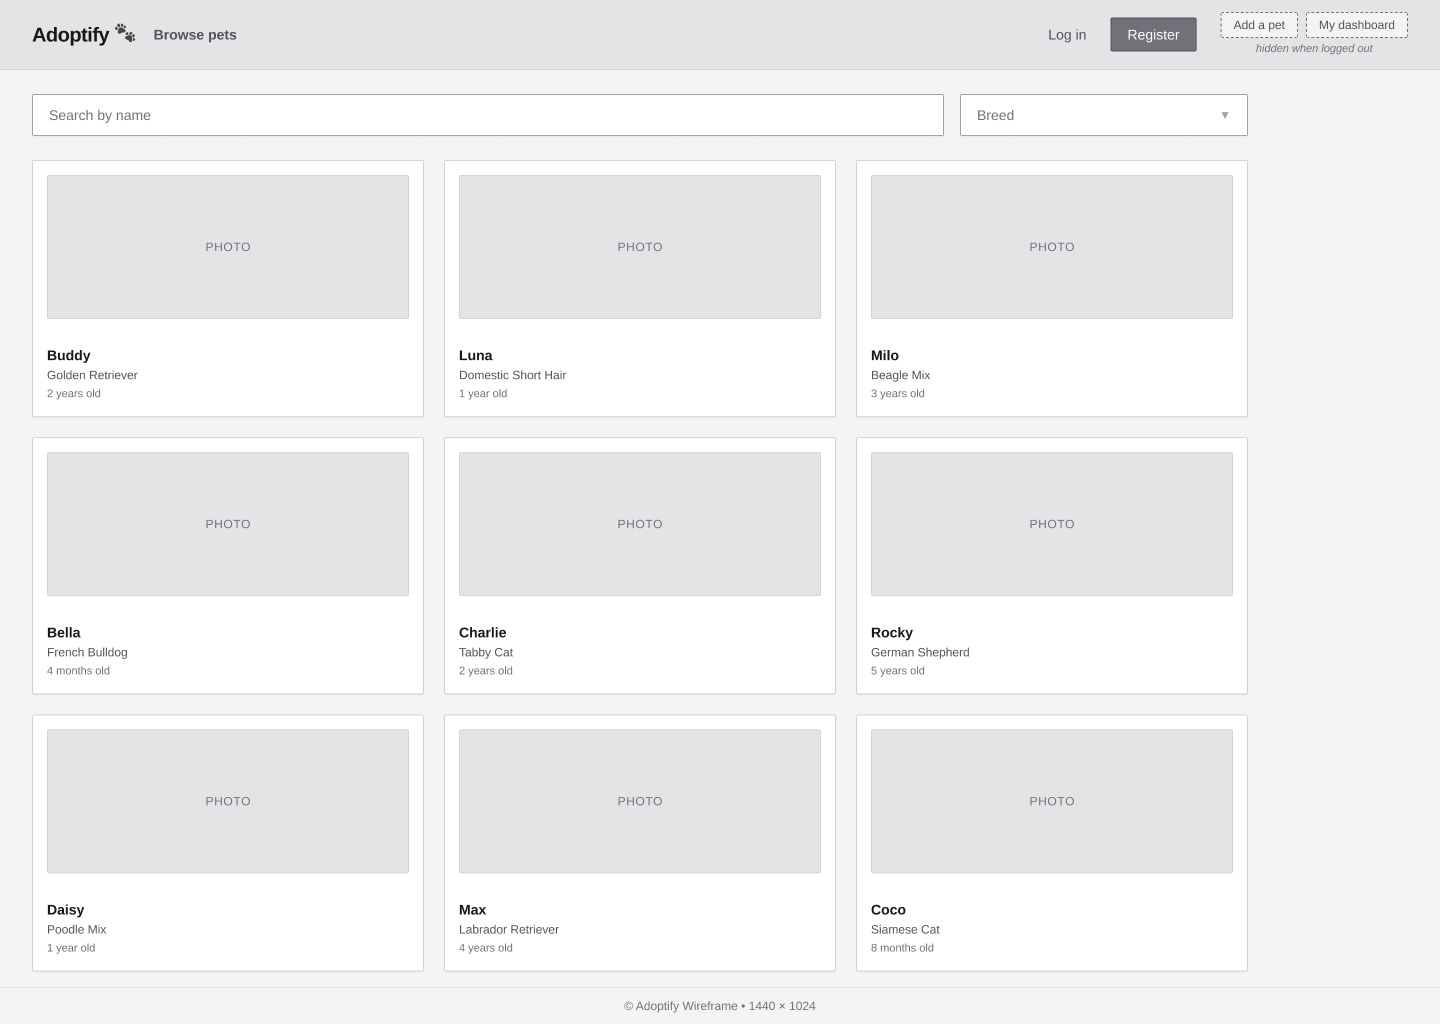 Adoptify
Browse pets
Log in
Register
Add a pet
My dashboard
hidden when logged out
Search by name
Breed
PHOTO
Buddy
Golden Retriever
2 years old
PHOTO
Luna
Domestic Short Hair
1 year old
PHOTO
Milo
Beagle Mix
3 years old
PHOTO
Bella
French Bulldog
4 months old
PHOTO
Charlie
Tabby Cat
2 years old
PHOTO
Rocky
German Shepherd
5 years old
PHOTO
Daisy
Poodle Mix
1 year old
PHOTO
Max
Labrador Retriever
4 years old
PHOTO
Coco
Siamese Cat
8 months old
© Adoptify Wireframe • 1440 × 1024